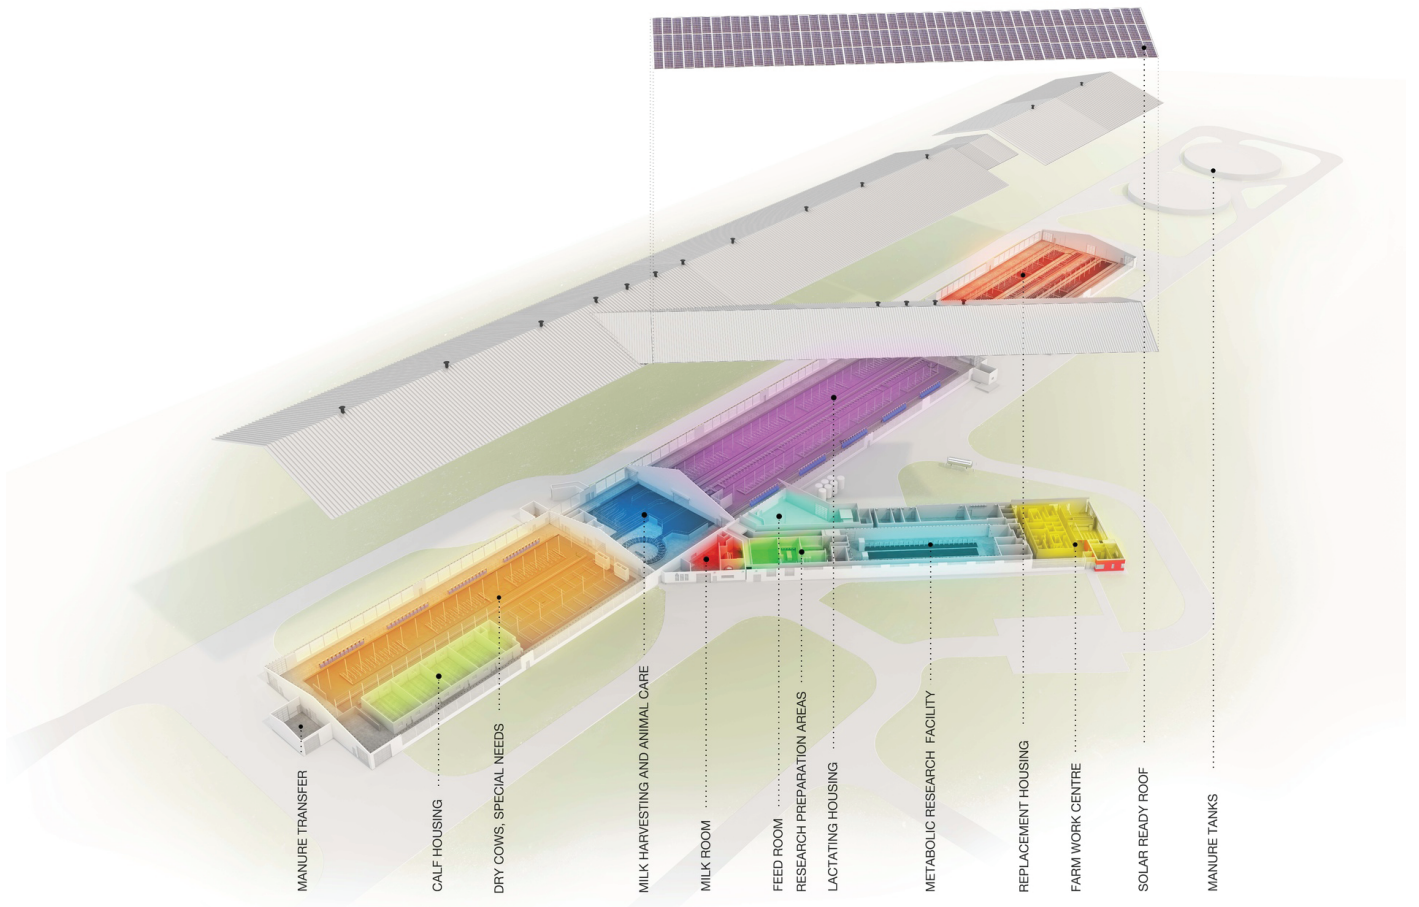 MANURE TRANSFER
CALF HOUSING
DRY COWS, SPECIAL NEEDS
MILK HARVESTING AND ANIMAL CARE
MILK ROOM
FEED ROOM
RESEARCH PREPARATION AREAS
LACTATING HOUSING
METABOLIC RESEARCH FACILITY
REPLACEMENT HOUSING
FARM WORK CENTRE
SOLAR READY ROOF
MANURE TANKS